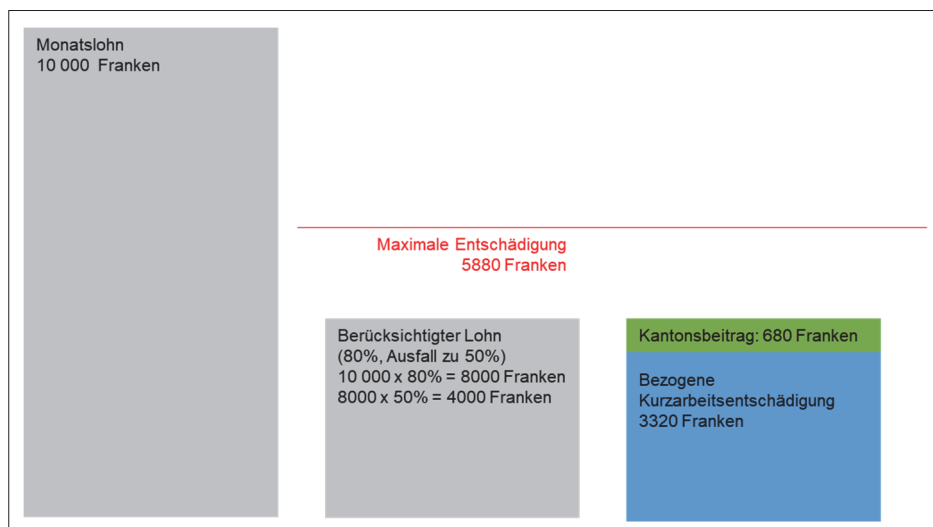 Monatslohn
10 000 Franken
Maximale Entschädigung
5880 Franken
Berücksichtigter Lohn
(80%, Ausfall zu 50%)
10 000 x 80% = 8000 Franken
8000 x 50% = 4000 Franken
Kantonsbeitrag: 680 Franken
Bezogene
Kurzarbeitsentschädigung
3320 Franken